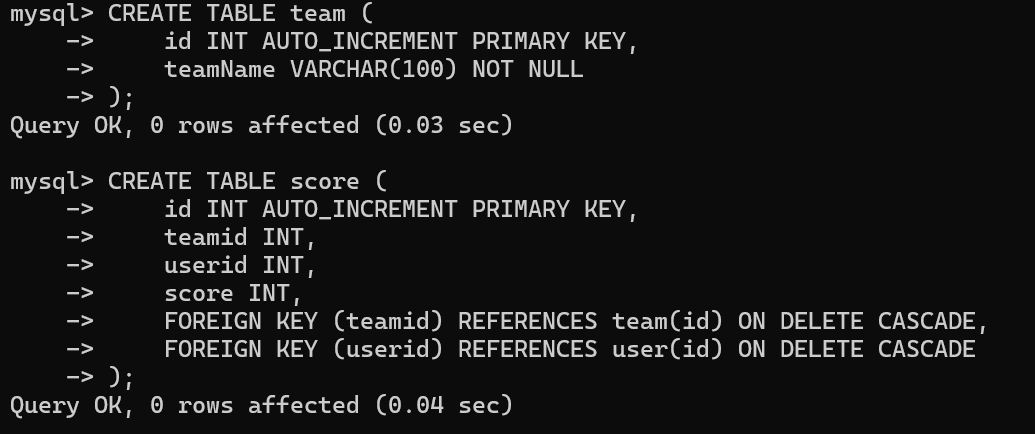 mysql> CREATE TABLE team (
    ->     id INT AUTO_INCREMENT PRIMARY KEY,
    ->     teamName VARCHAR(100) NOT NULL
    -> );
Query OK, 0 rows affected (0.03 sec)

mysql> CREATE TABLE score (
    ->     id INT AUTO_INCREMENT PRIMARY KEY,
    ->     teamid INT,
    ->     userid INT,
    ->     score INT,
    ->     FOREIGN KEY (teamid) REFERENCES team(id) ON DELETE CASCADE,
    ->     FOREIGN KEY (userid) REFERENCES user(id) ON DELETE CASCADE
    -> );
Query OK, 0 rows affected (0.04 sec)